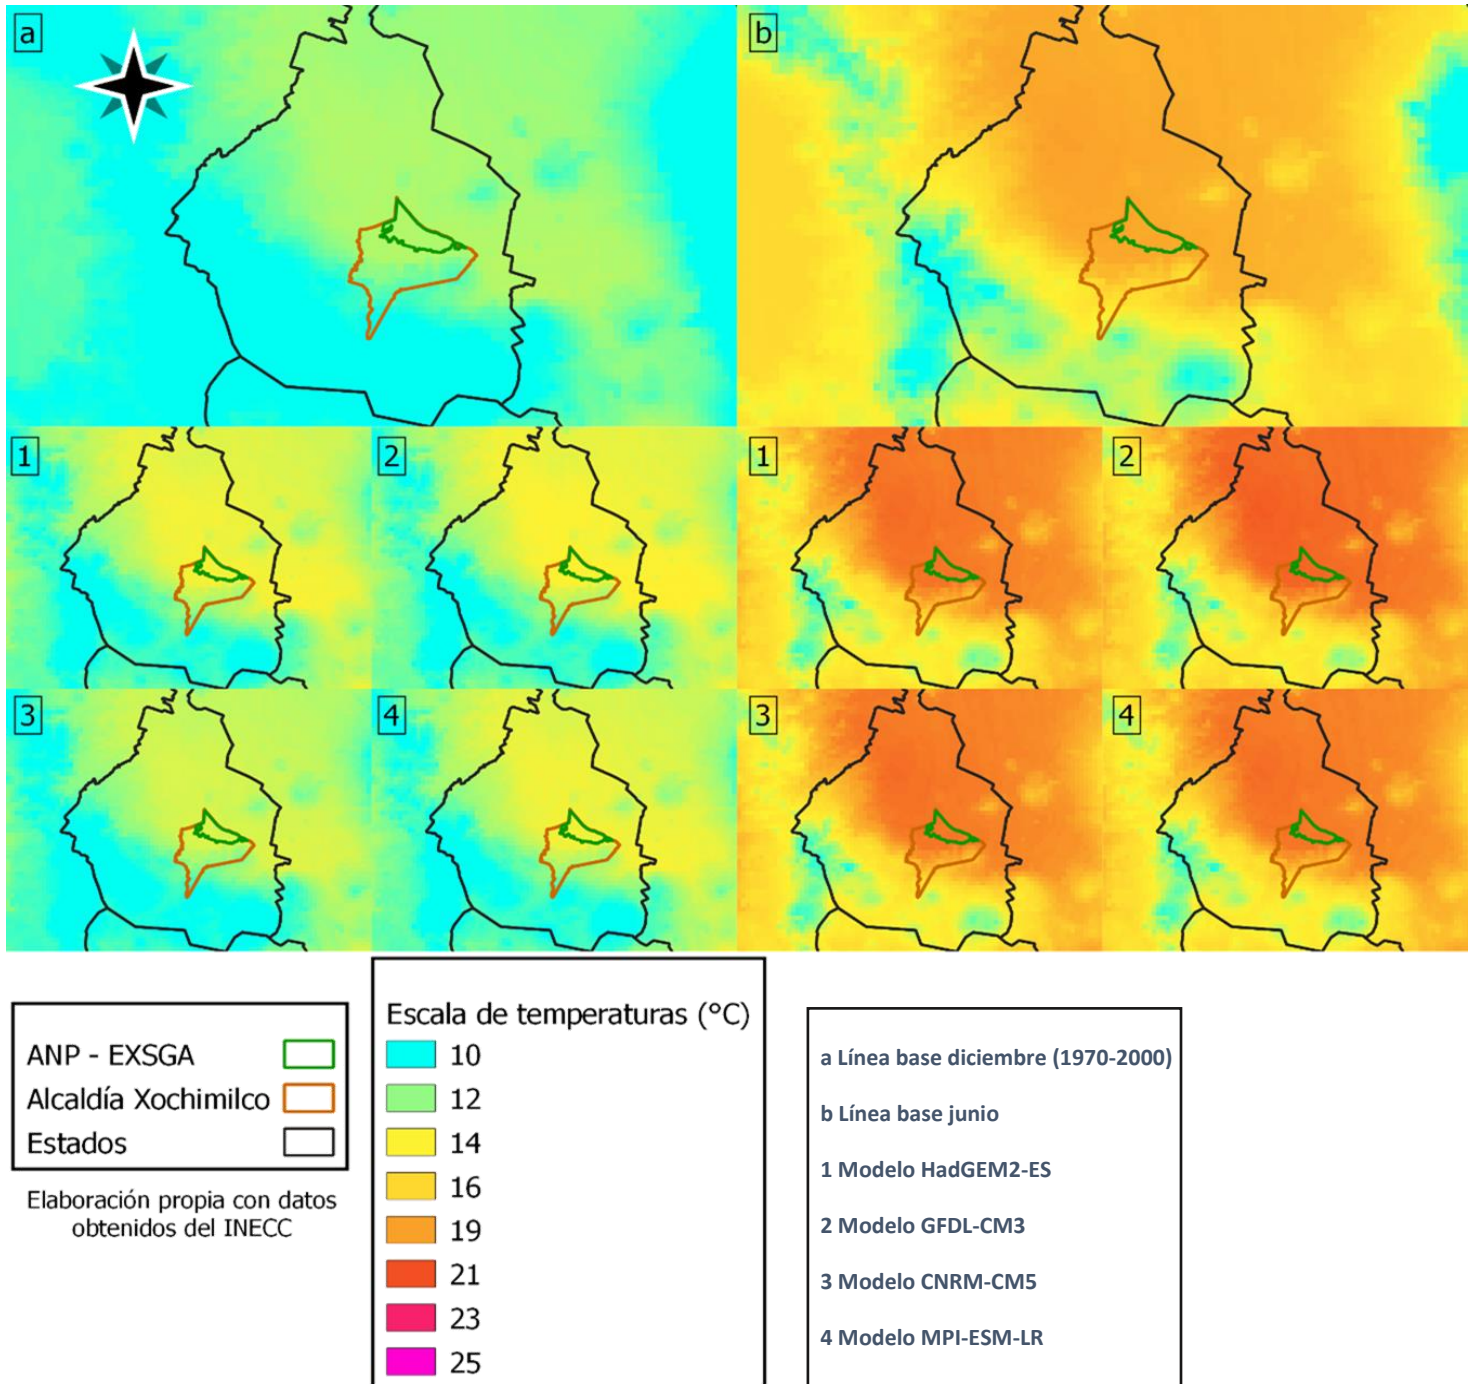 a
b
1
2
1
2
3
4
3
4
ANP - EXSGA
Alcaldía Xochimilco
Estados
Elaboración propia con datos
obtenidos del INECC
Escala de temperaturas (°C)
10
12
14
16
19
21
23
25
a Línea base diciembre (1970-2000)
b Línea base junio
1 Modelo HadGEM2-ES
2 Modelo GFDL-CM3
3 Modelo CNRM-CM5
4 Modelo MPI-ESM-LR